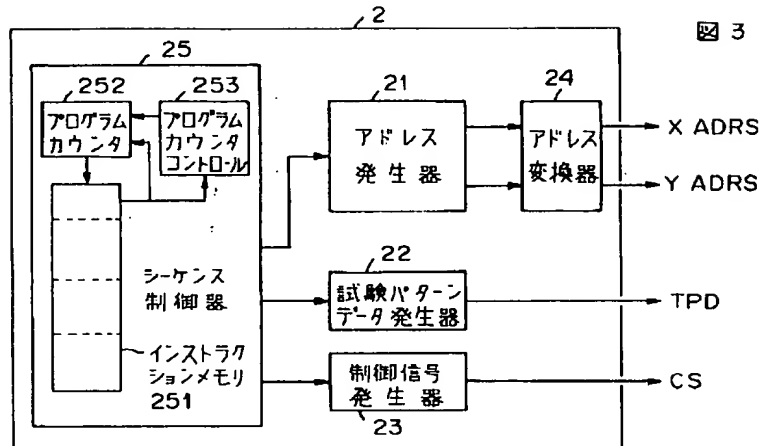 2
図 3
25
252
253
プログラム
カウンタ
プログラム
カウンタ
コントロール
21
アドレス
発生器
24
アドレス
変換器
X ADRS
Y ADRS
シーケンス
制御器
22
試験パターン
データ発生器
TPD
インストラク
ションメモリ
251
制御信号
発生器
23
CS